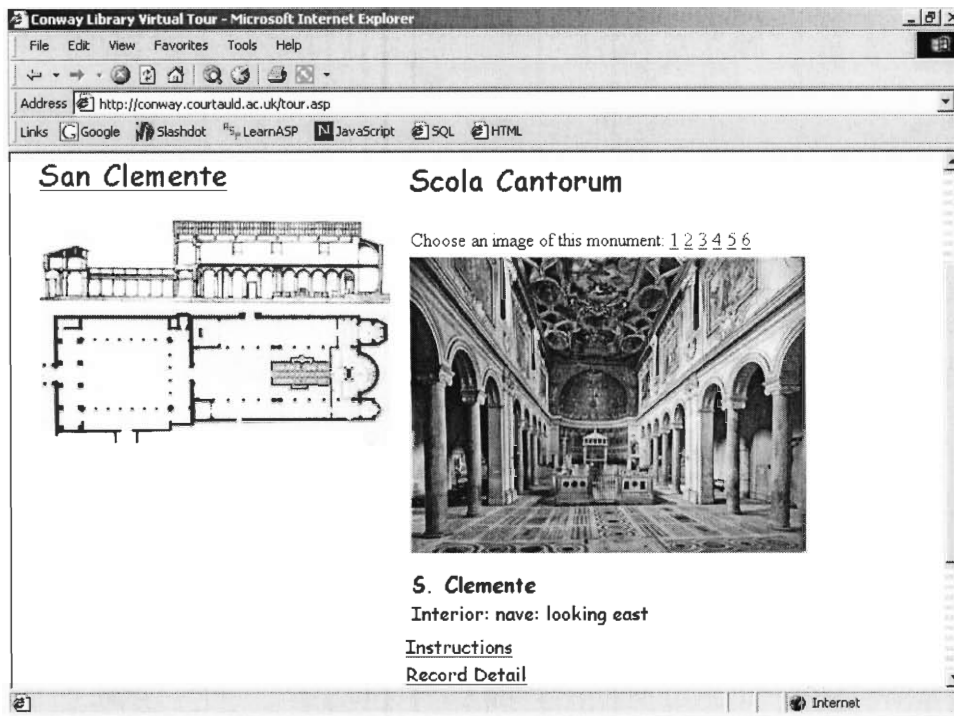 Conway Library Virtual Tour - Microsoft Internet Explorer
File Edit View Favorites Tools Help
Address http://conway.courtauld.ac.uk/tour.asp
Links Google Slashdot LearnASP JavaScript SQL HTML
San Clemente
Scola Cantorum
Choose an image of this monument: 1 2 3 4 5 6
S. Clemente
Interior: nave: looking east
Instructions
Record Detail
Internet